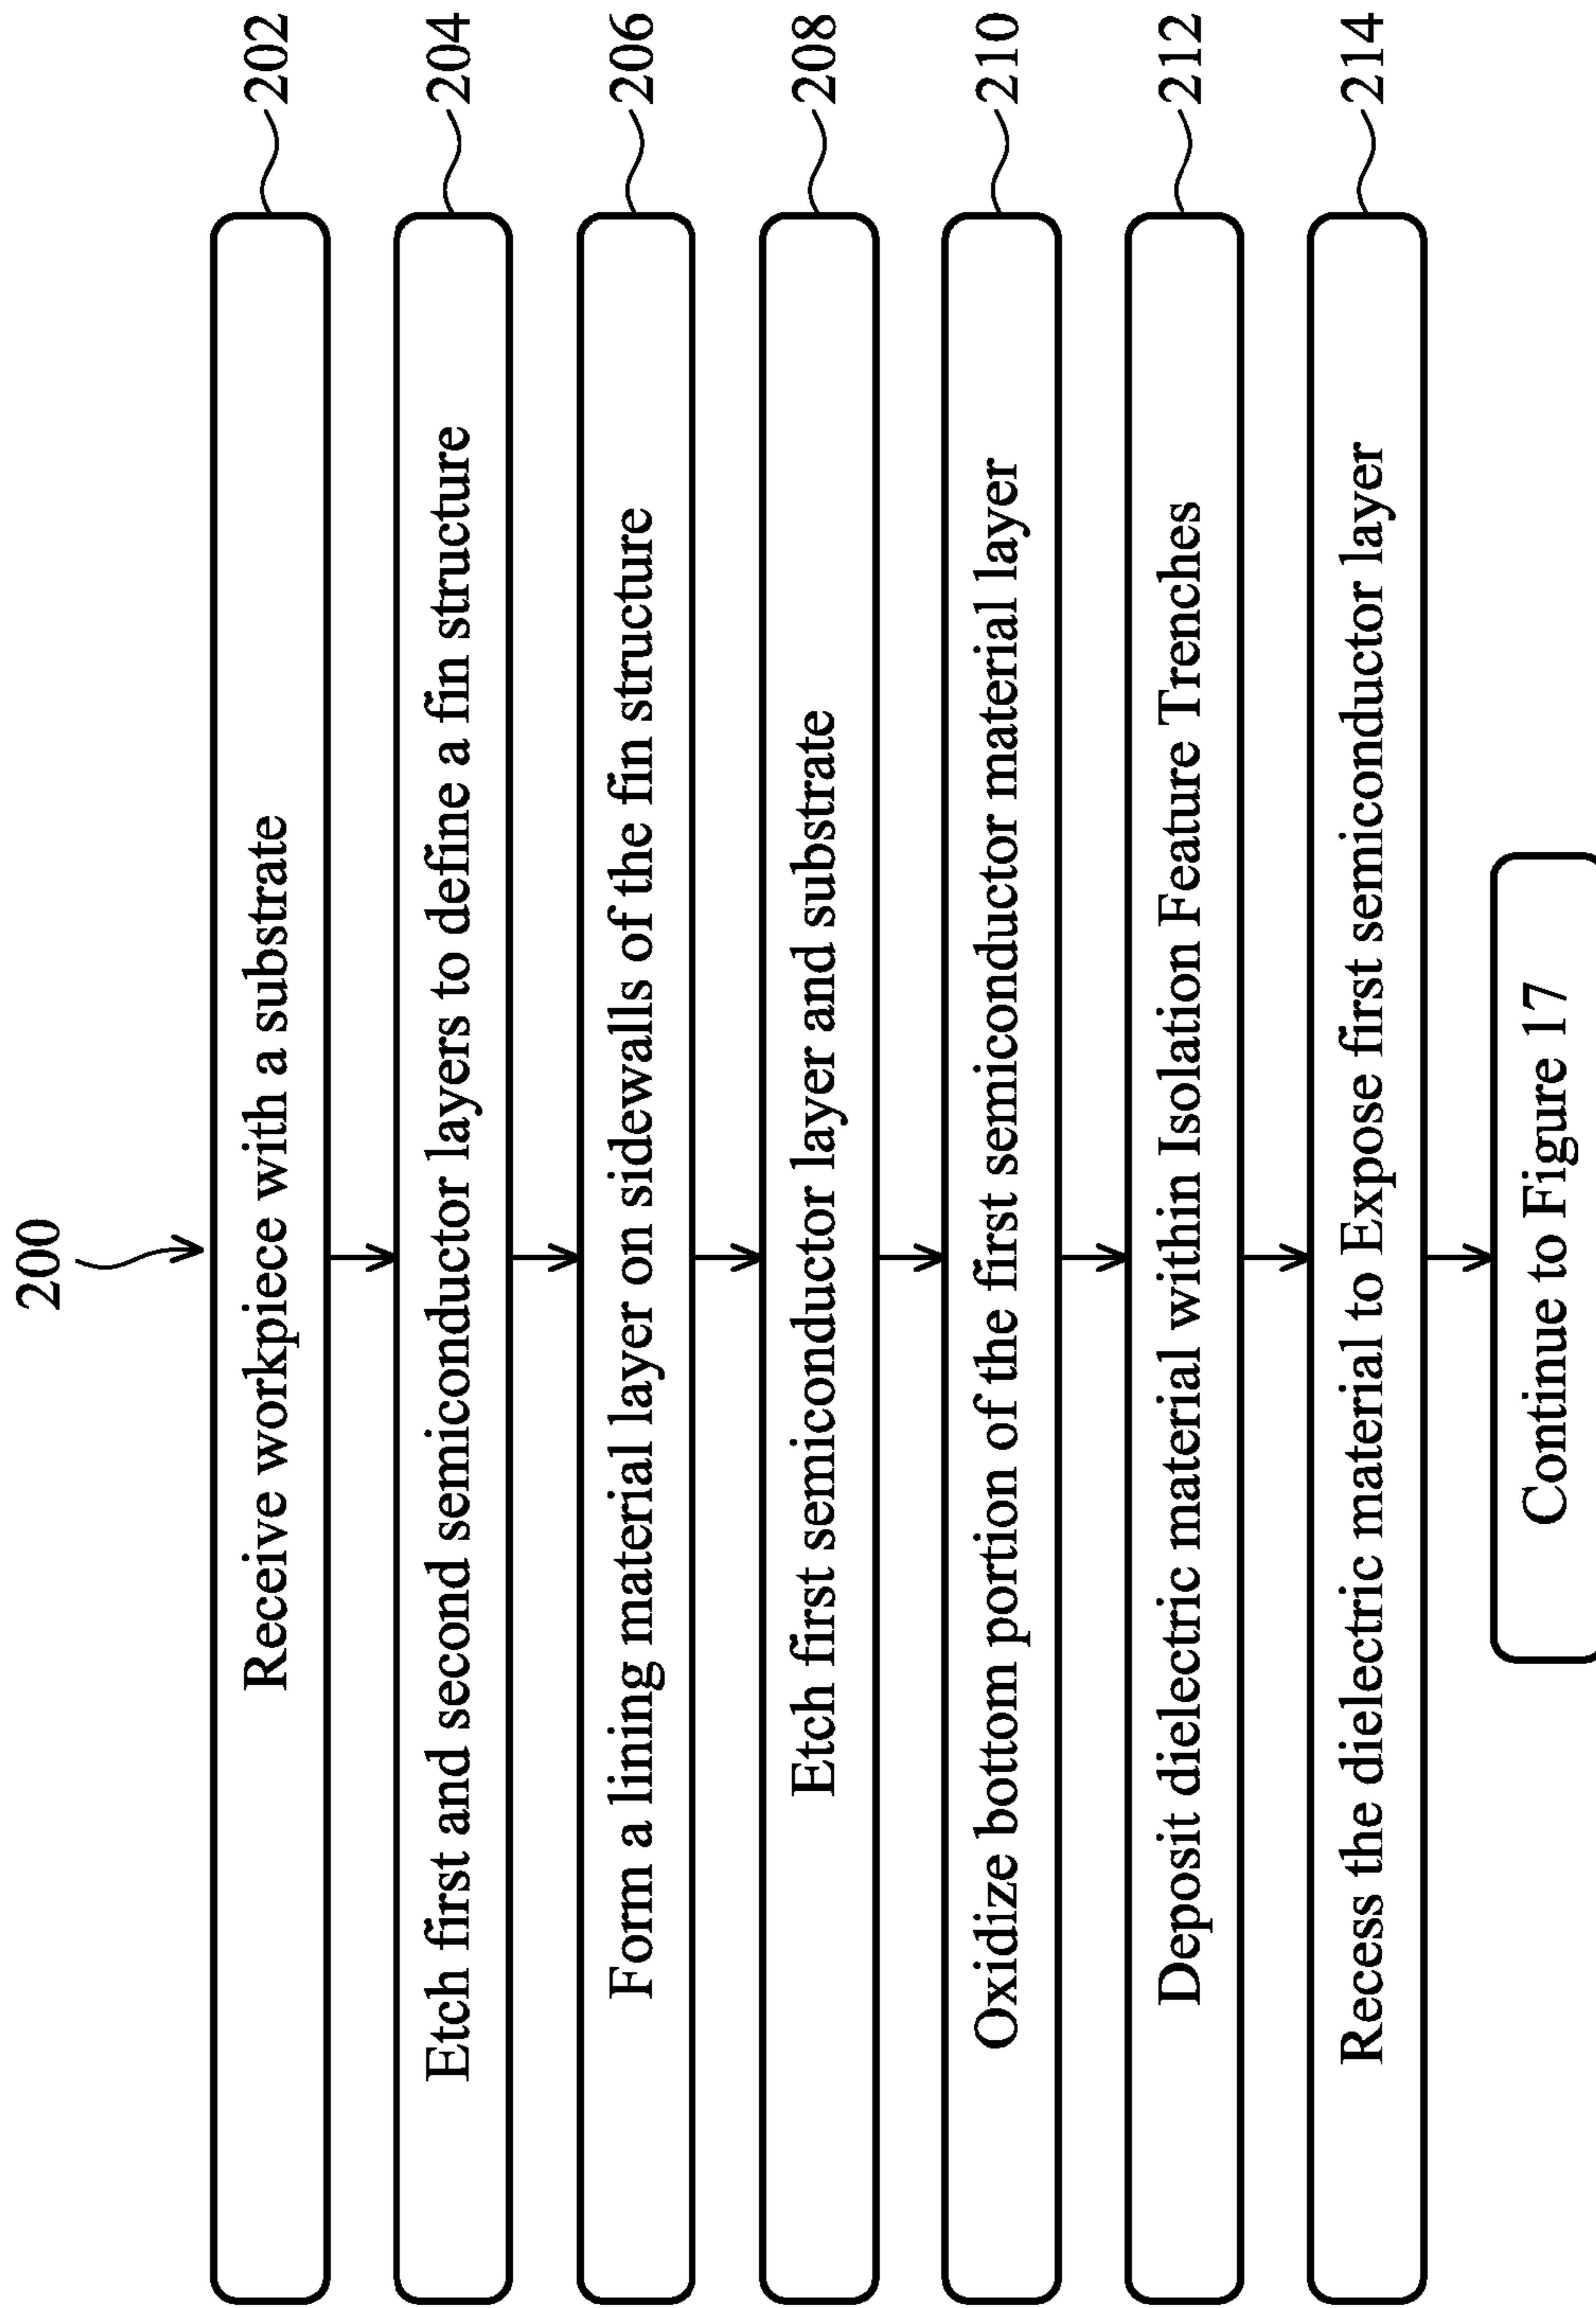 200
Receive workpiece with a substrate
202
Etch first and second semiconductor layers to define a fin structure
204
Form a lining material layer on sidewalls of the fin structure
206
Etch first semiconductor layer and substrate
208
Oxidize bottom portion of the first semiconductor material layer
210
Deposit dielectric material within Isolation Feature Trenches
212
Recess the dielectric material to Expose first semiconductor layer
214
Continue to Figure 17